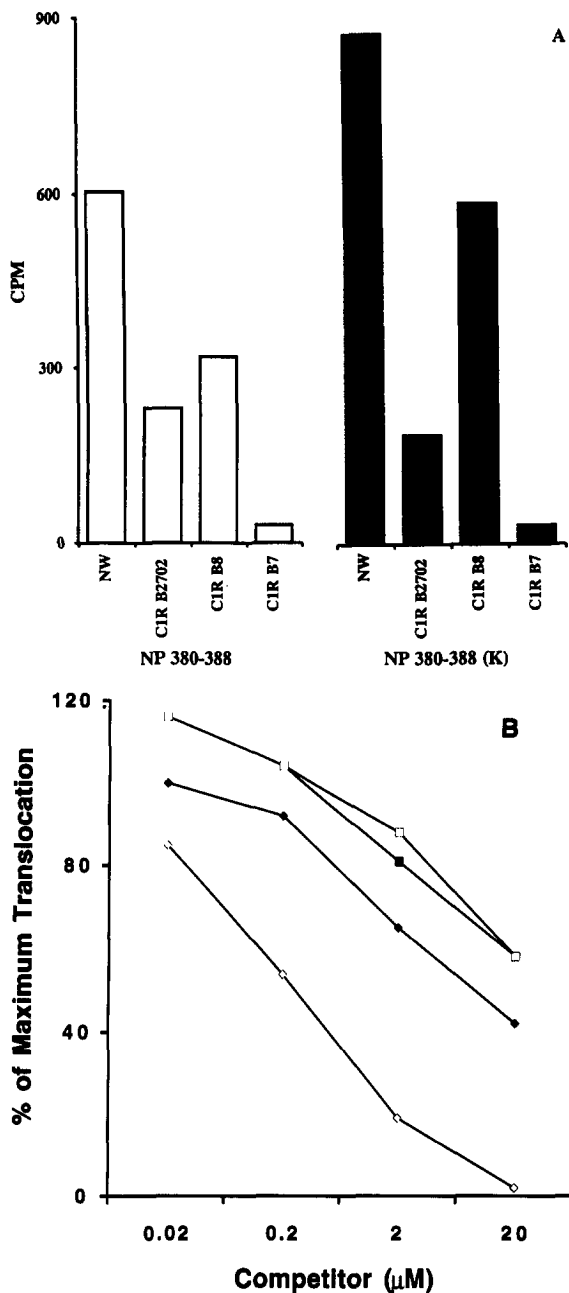 A
900
600
300
0
CPM
NW
C1R B2702
C1R B8
C1R B7
NW
C1R B2702
C1R B8
C1R B7
NP 380-388
NP 380-388 (K)
B
120
80
40
0
% of Maximum Translocation
0.02
0.2
2
20
Competitor (μM)